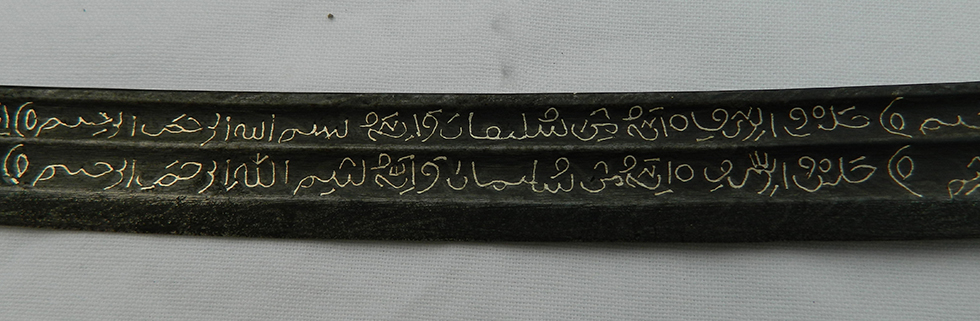 انه من سليمان وانه بسم الله الرحمن الرحيم
انه من سليمان وانه بسم الله الرحمن الرحيم